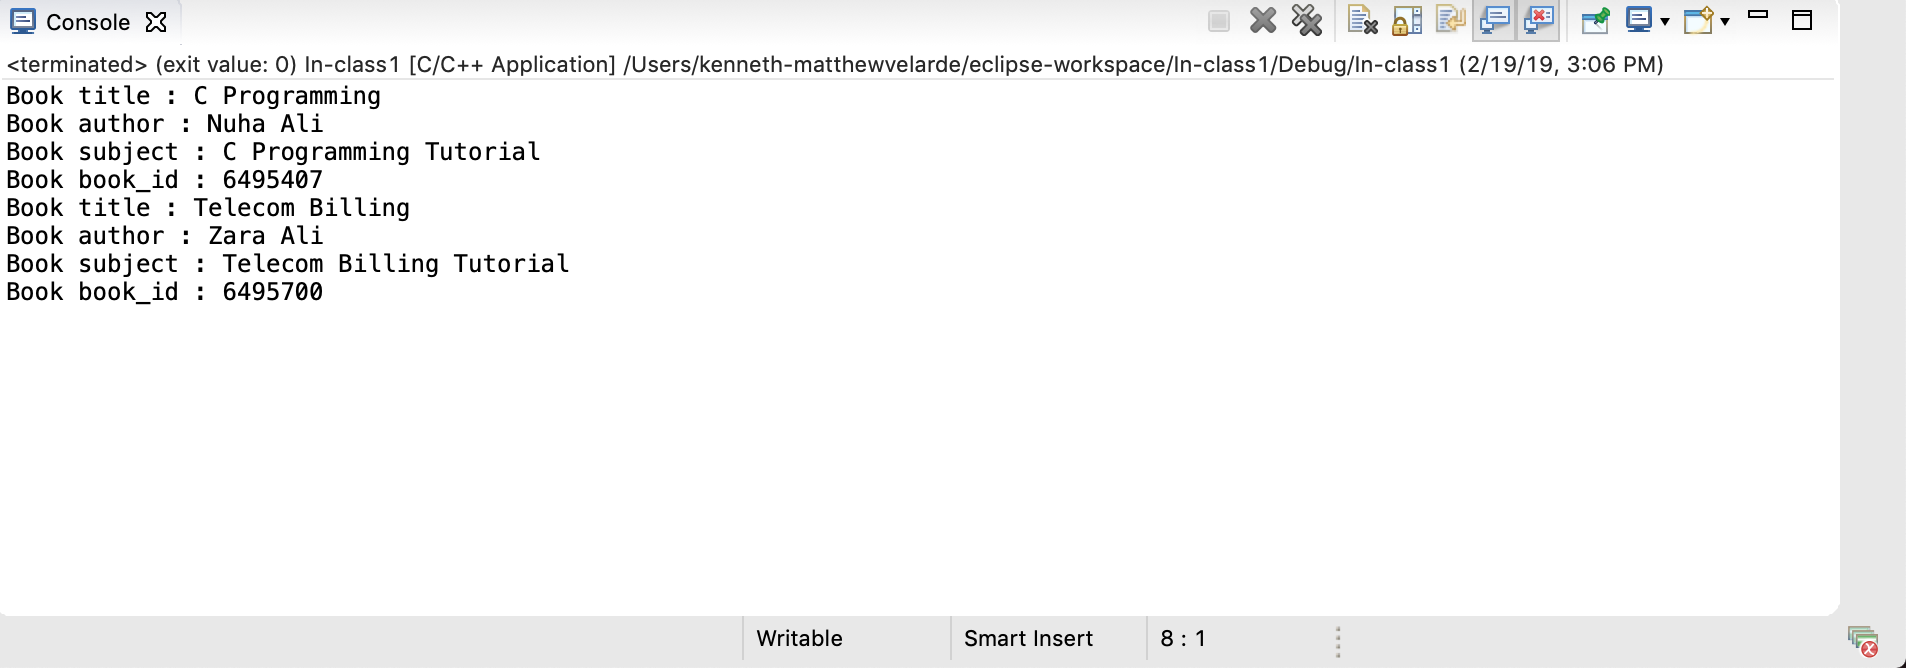 Console
<terminated> (exit value: 0) In-class1 [C/C++ Application] /Users/kenneth-matthewvelarde/eclipse-workspace/In-class1/Debug/In-class1 (2/19/19, 3:06 PM)
Book title : C Programming
Book author : Nuha Ali
Book subject : C Programming Tutorial
Book book_id : 6495407
Book title : Telecom Billing
Book author : Zara Ali
Book subject : Telecom Billing Tutorial
Book book_id : 6495700
Writable Smart Insert 8 : 1